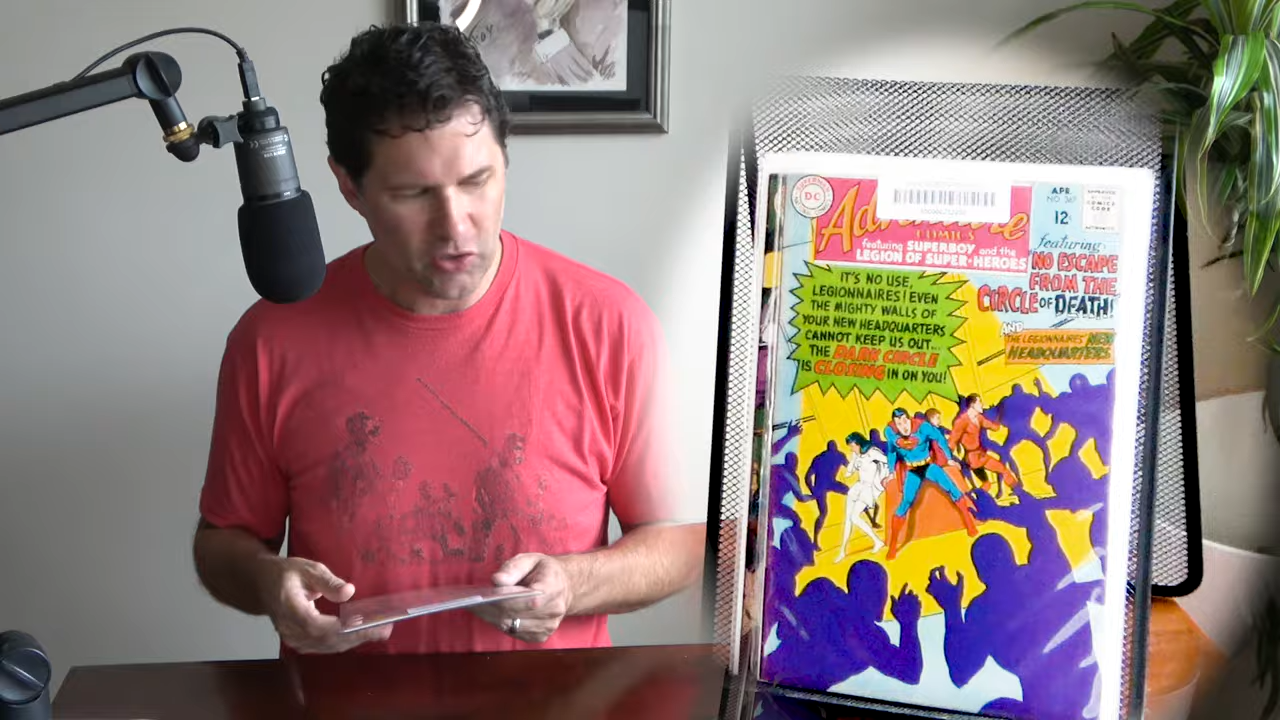 SUPERMAN
DC
Adventure
COMICS
APR.
NO. 367
12¢
APPROVED
BY THE
COMICS
CODE
AUTHORITY
featuring SUPERBOY and the
LEGION OF SUPER-HEROES
featuring
NO ESCAPE
FROM THE
CIRCLE OF DEATH!
AND
THE LEGIONNAIRES' NEW
HEADQUARTERS
IT'S NO USE,
LEGIONNAIRES! EVEN
THE MIGHTY WALLS OF
YOUR NEW HEADQUARTERS
CANNOT KEEP US OUT...
THE DARK CIRCLE
IS CLOSING IN ON YOU!